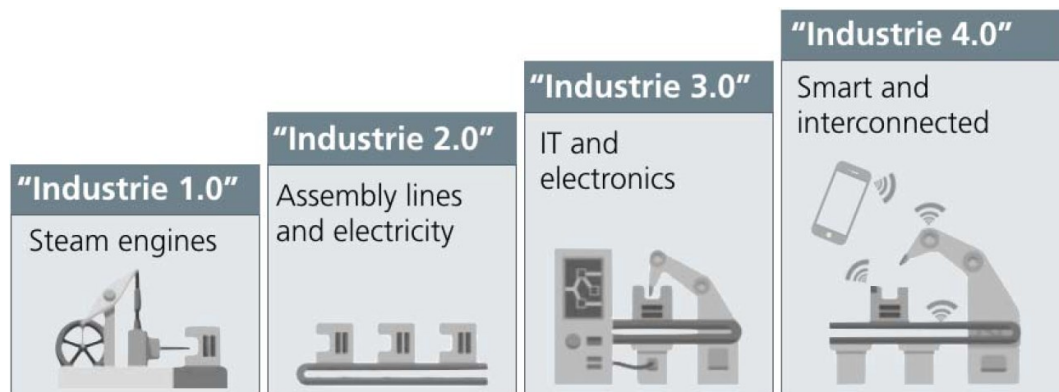 “Industrie 1.0”
Steam engines
“Industrie 2.0”
Assembly lines
and electricity
“Industrie 3.0”
IT and
electronics
“Industrie 4.0”
Smart and
interconnected